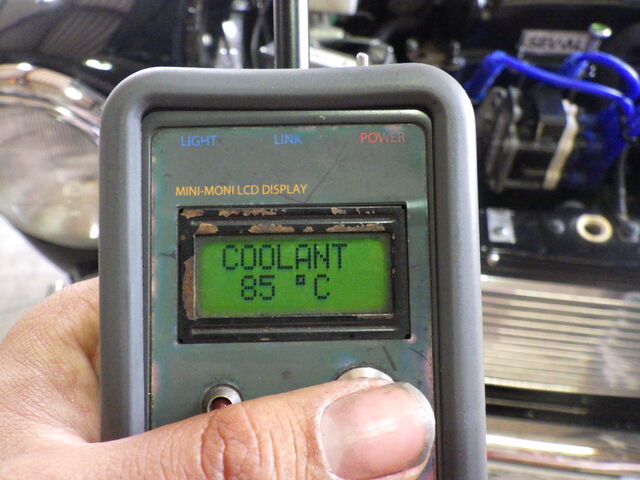 LIGHT LINK POWER
MINI-MONI LCD DISPLAY
COOLANT
85 °C